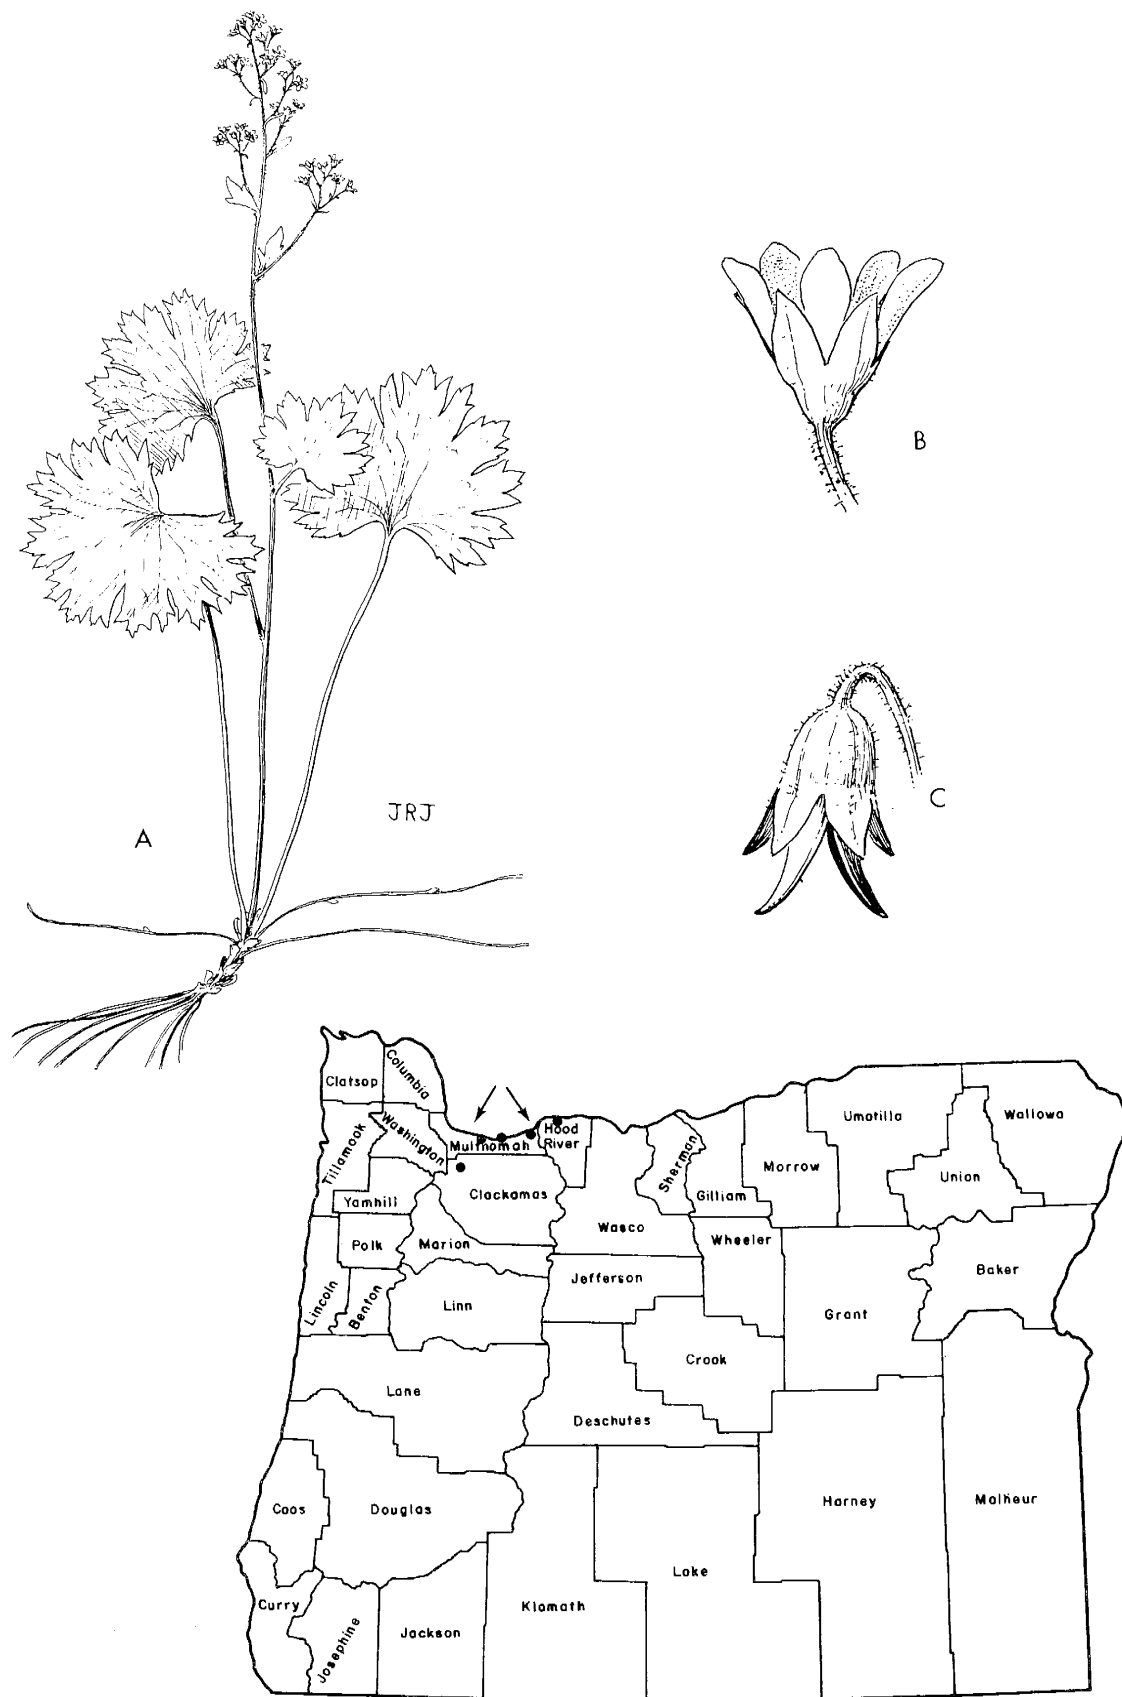 B
C
JRJ
A
Clatsop
Columbia
Tillamook
Washington
Multnomah
Hood
River
Yamhill
Clackamas
Polk
Marion
Lincoln
Benton
Linn
Wasco
Sherman
Gilliam
Morrow
Umatilla
Union
Wallowa
Wheeler
Jefferson
Baker
Grant
Crook
Lane
Deschutes
Coos
Douglas
Harney
Malheur
Curry
Josephine
Jackson
Klamath
Lake